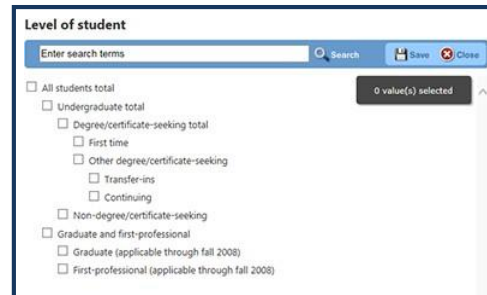 Level of student
Enter search terms Search Save Close
All students total 0 value(s) selected
Undergraduate total
Degree/certificate-seeking total
First time
Other degree/certificate-seeking
Transfer-ins
Continuing
Non-degree/certificate-seeking
Graduate and first-professional
Graduate (applicable through fall 2008)
First-professional (applicable through fall 2008)